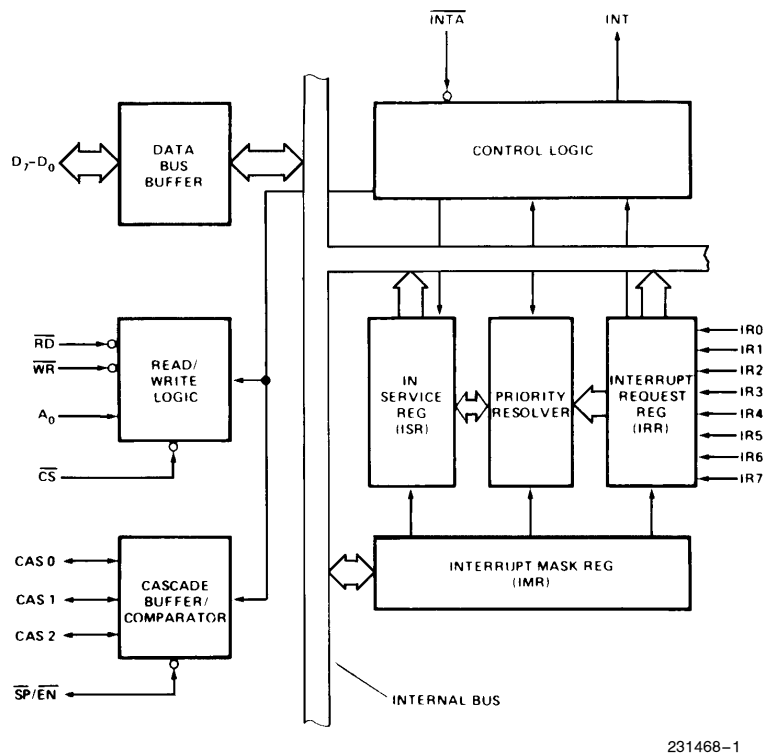 INTA
INT
D7-D0
DATA
BUS
BUFFER
CONTROL LOGIC
RD
WR
A0
CS
READ/
WRITE
LOGIC
IN
SERVICE
REG
(ISR)
PRIORITY
RESOLVER
INTERRUPT
REQUEST
REG
(IRR)
IR0
IR1
IR2
IR3
IR4
IR5
IR6
IR7
CAS 0
CAS 1
CAS 2
SP/EN
CASCADE
BUFFER/
COMPARATOR
INTERRUPT MASK REG
(IMR)
INTERNAL BUS
231468-1